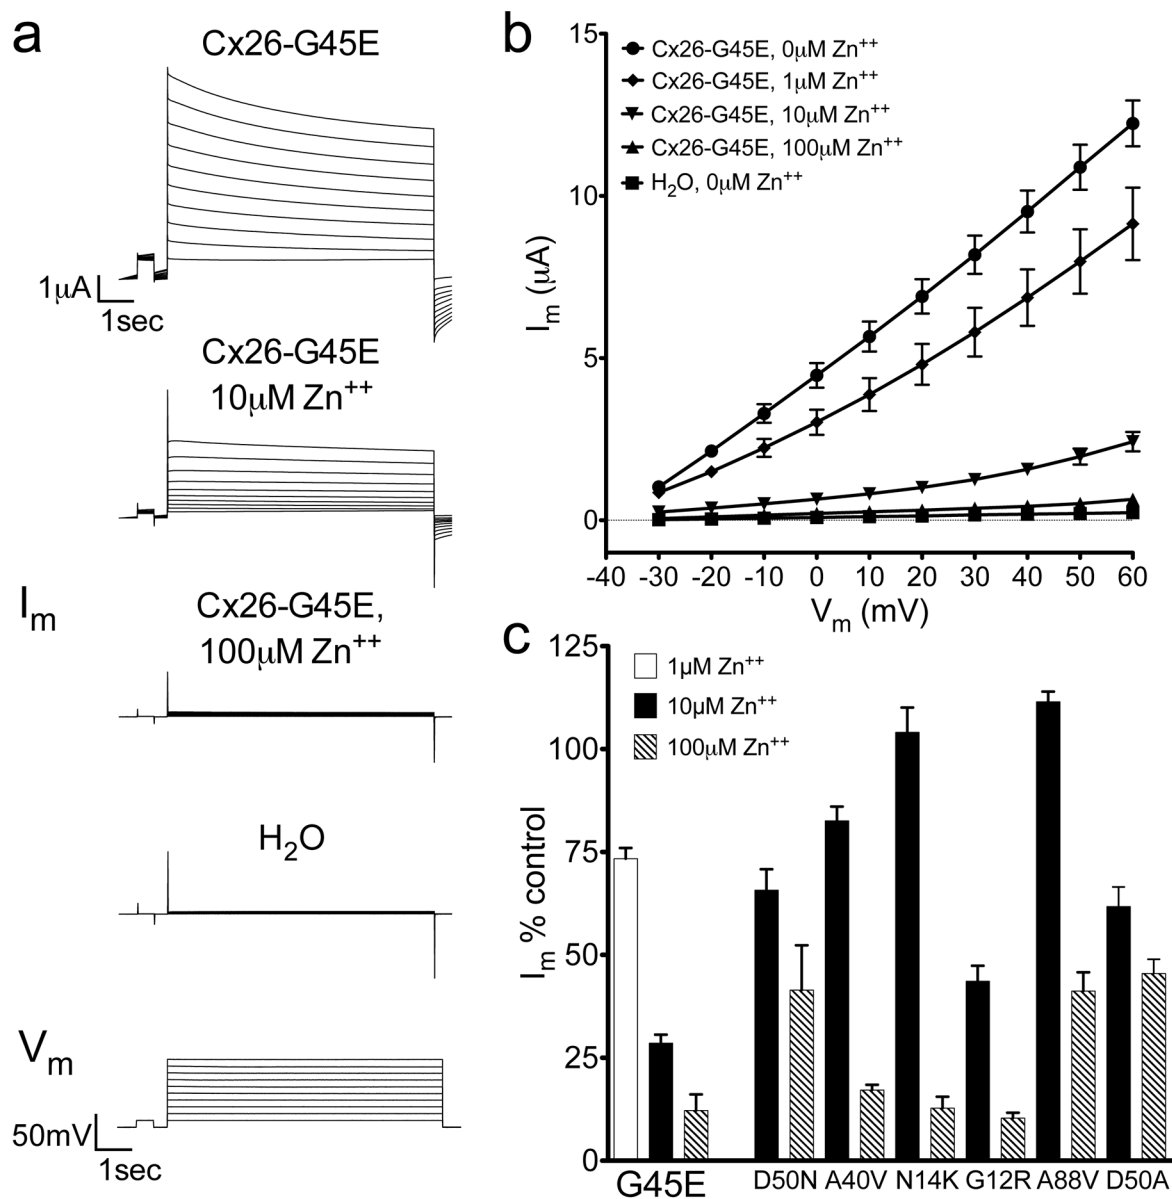 a
Cx26-G45E
1µA
1sec
Cx26-G45E
10µM Zn++
Im
Cx26-G45E,
100µM Zn++
H2O
Vm
50mV
1sec
b
15
10
5
0
Im (µA)
Cx26-G45E, 0µM Zn++
Cx26-G45E, 1µM Zn++
Cx26-G45E, 10µM Zn++
Cx26-G45E, 100µM Zn++
H2O, 0µM Zn++
-40 -30 -20 -10 0 10 20 30 40 50 60
Vm (mV)
c
125
100
75
50
25
0
Im % control
1µM Zn++
10µM Zn++
100µM Zn++
G45E D50N A40V N14K G12R A88V D50A